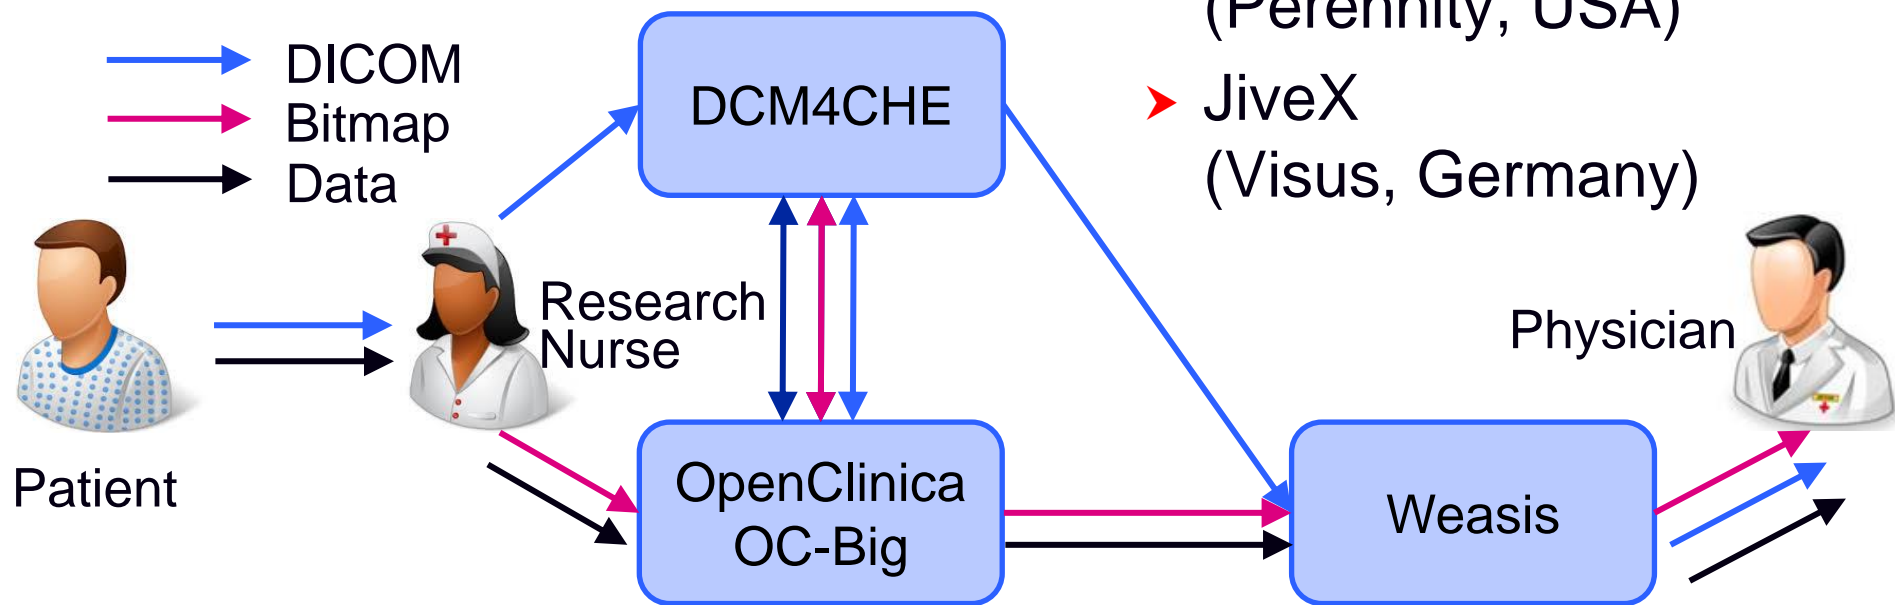 (Perennity, USA)
DICOM
Bitmap
Data
DCM4CHE
➤ JiveX
(Visus, Germany)
Research
Nurse
Physician
Patient
OpenClinica
OC-Big
Weasis